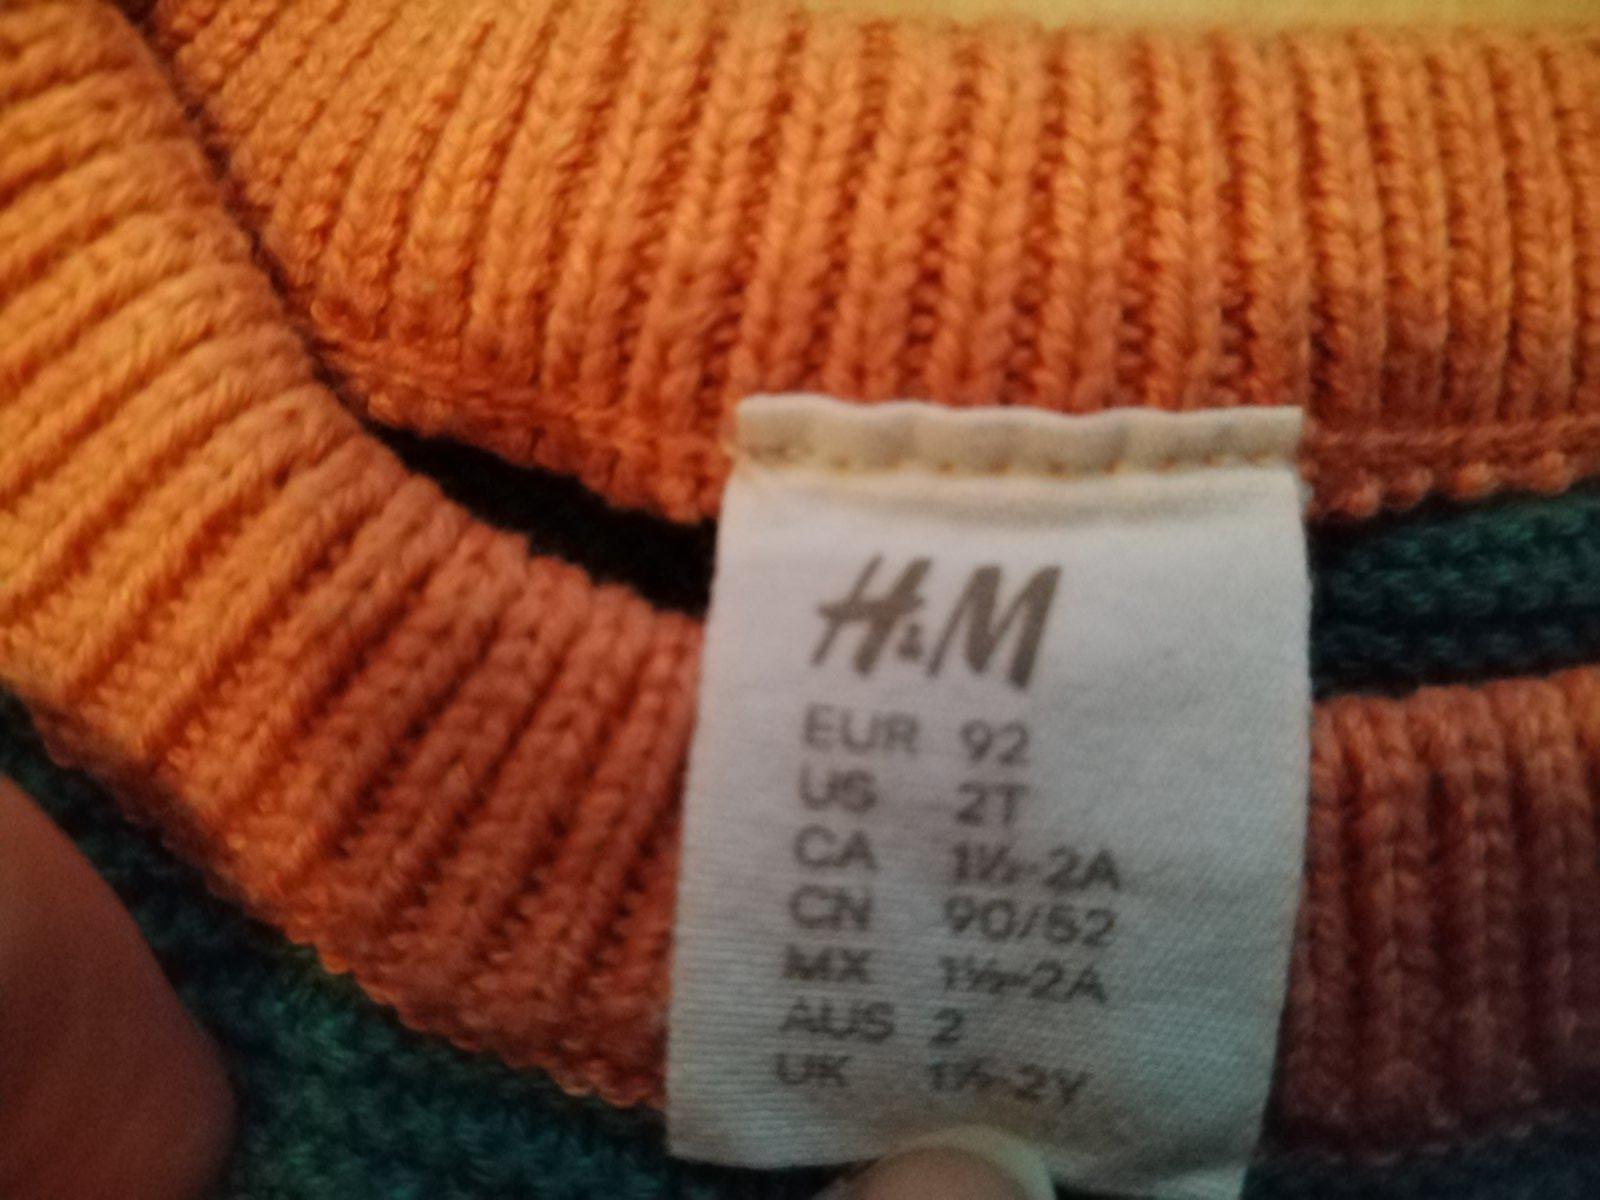 H&M
EUR 92
US 2T
CA 1½-2A
CN 90/52
MX 1½-2A
AUS 2
UK 1½-2Y